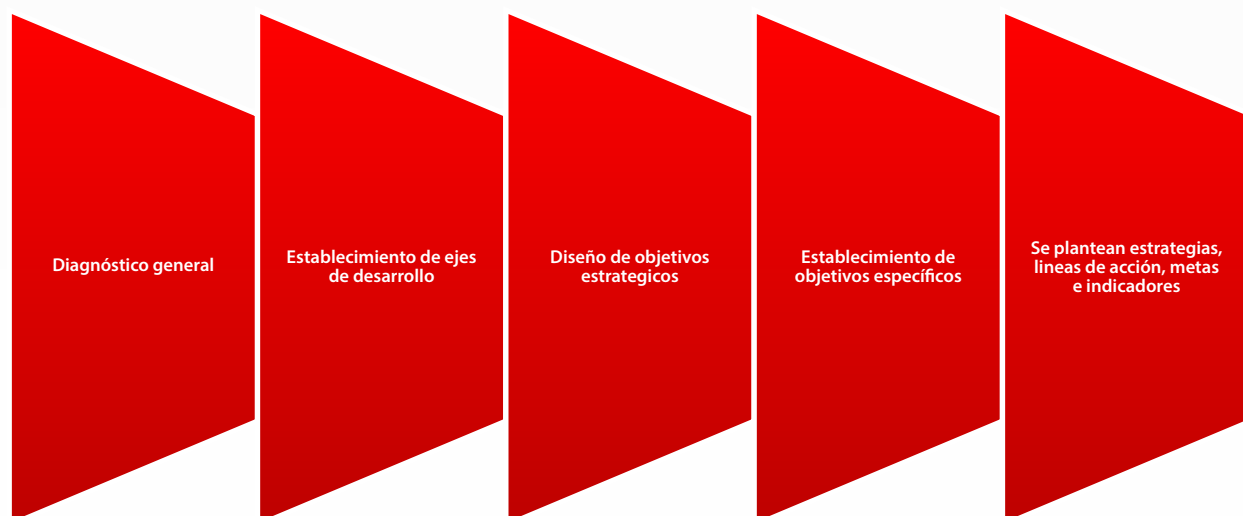 Diagnóstico general
Establecimiento de ejes
de desarrollo
Diseño de objetivos
estrategicos
Establecimiento de
objetivos específicos
Se plantean estrategias,
lineas de acción, metas
e indicadores